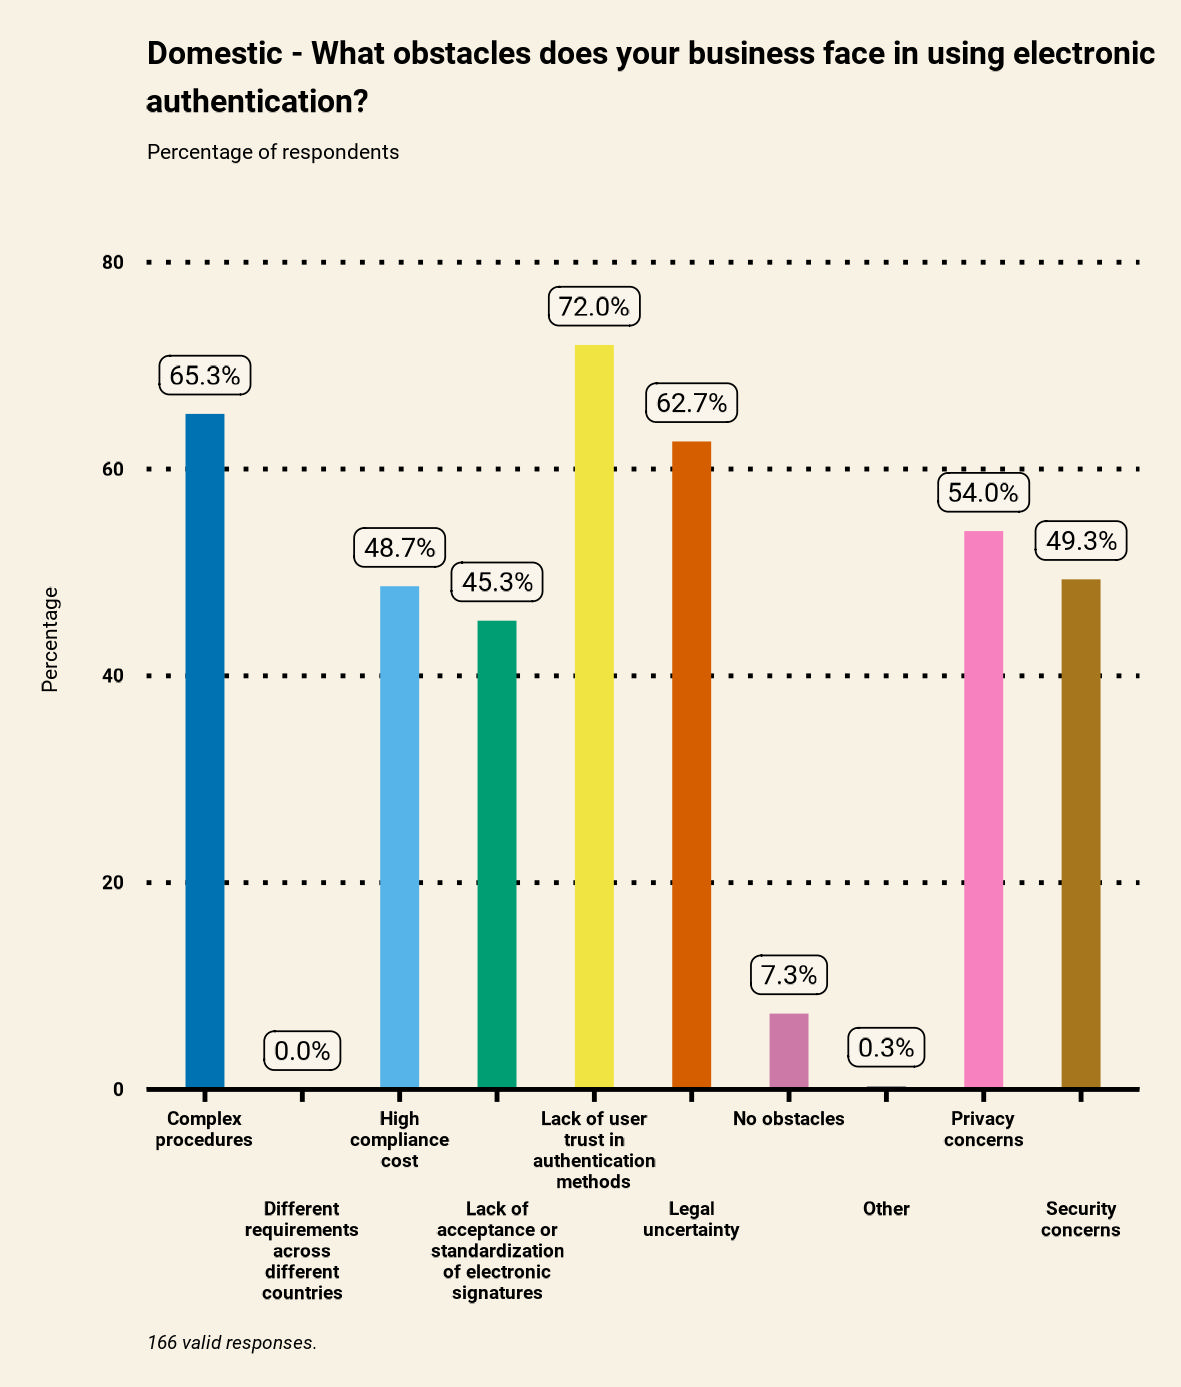 Domestic - What obstacles does your business face in using electronic
authentication?
Percentage of respondents
80
72.0%
65.3%
62.7%
60
54.0%
49.3%
48.7%
45.3%
Percentage
40
20
7.3%
0.3%
0.0%
0
Complex
procedures
Different
requirements
across
different
countries
High
compliance
cost
Lack of
acceptance or
standardization
of electronic
signatures
Lack of user
trust in
authentication
methods
Legal
uncertainty
No obstacles
Other
Privacy
concerns
Security
concerns
166 valid responses.